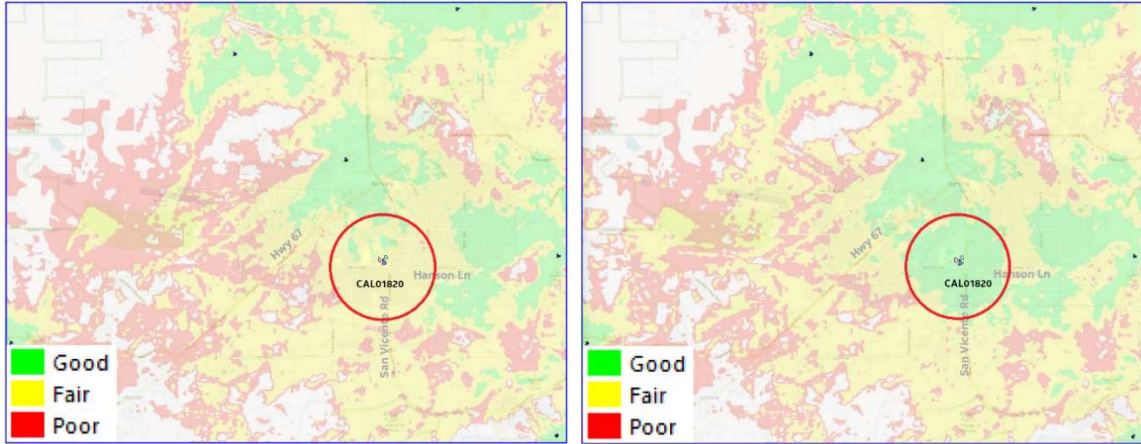 Hwy 67
Hanson Ln
CAL01820
San Vicente Rd
Good
Fair
Poor
Hwy 67
Hanson Ln
CAL01820
San Vicente Rd
Good
Fair
Poor